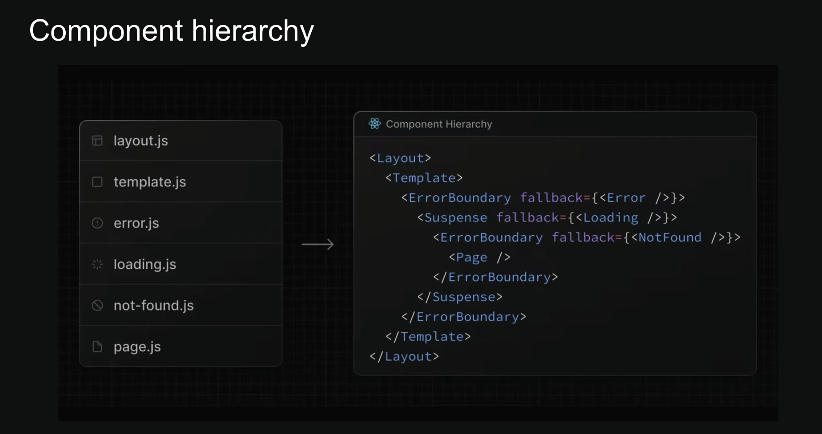 Component hierarchy
layout.js
template.js
error.js
loading.js
not-found.js
page.js
Component Hierarchy
<Layout>
<Template>
<ErrorBoundary fallback={<Error />}>
<Suspense fallback={<Loading />}>
<ErrorBoundary fallback={<NotFound />}>
<Page />
</ErrorBoundary>
</Suspense>
</ErrorBoundary>
</Template>
</Layout>